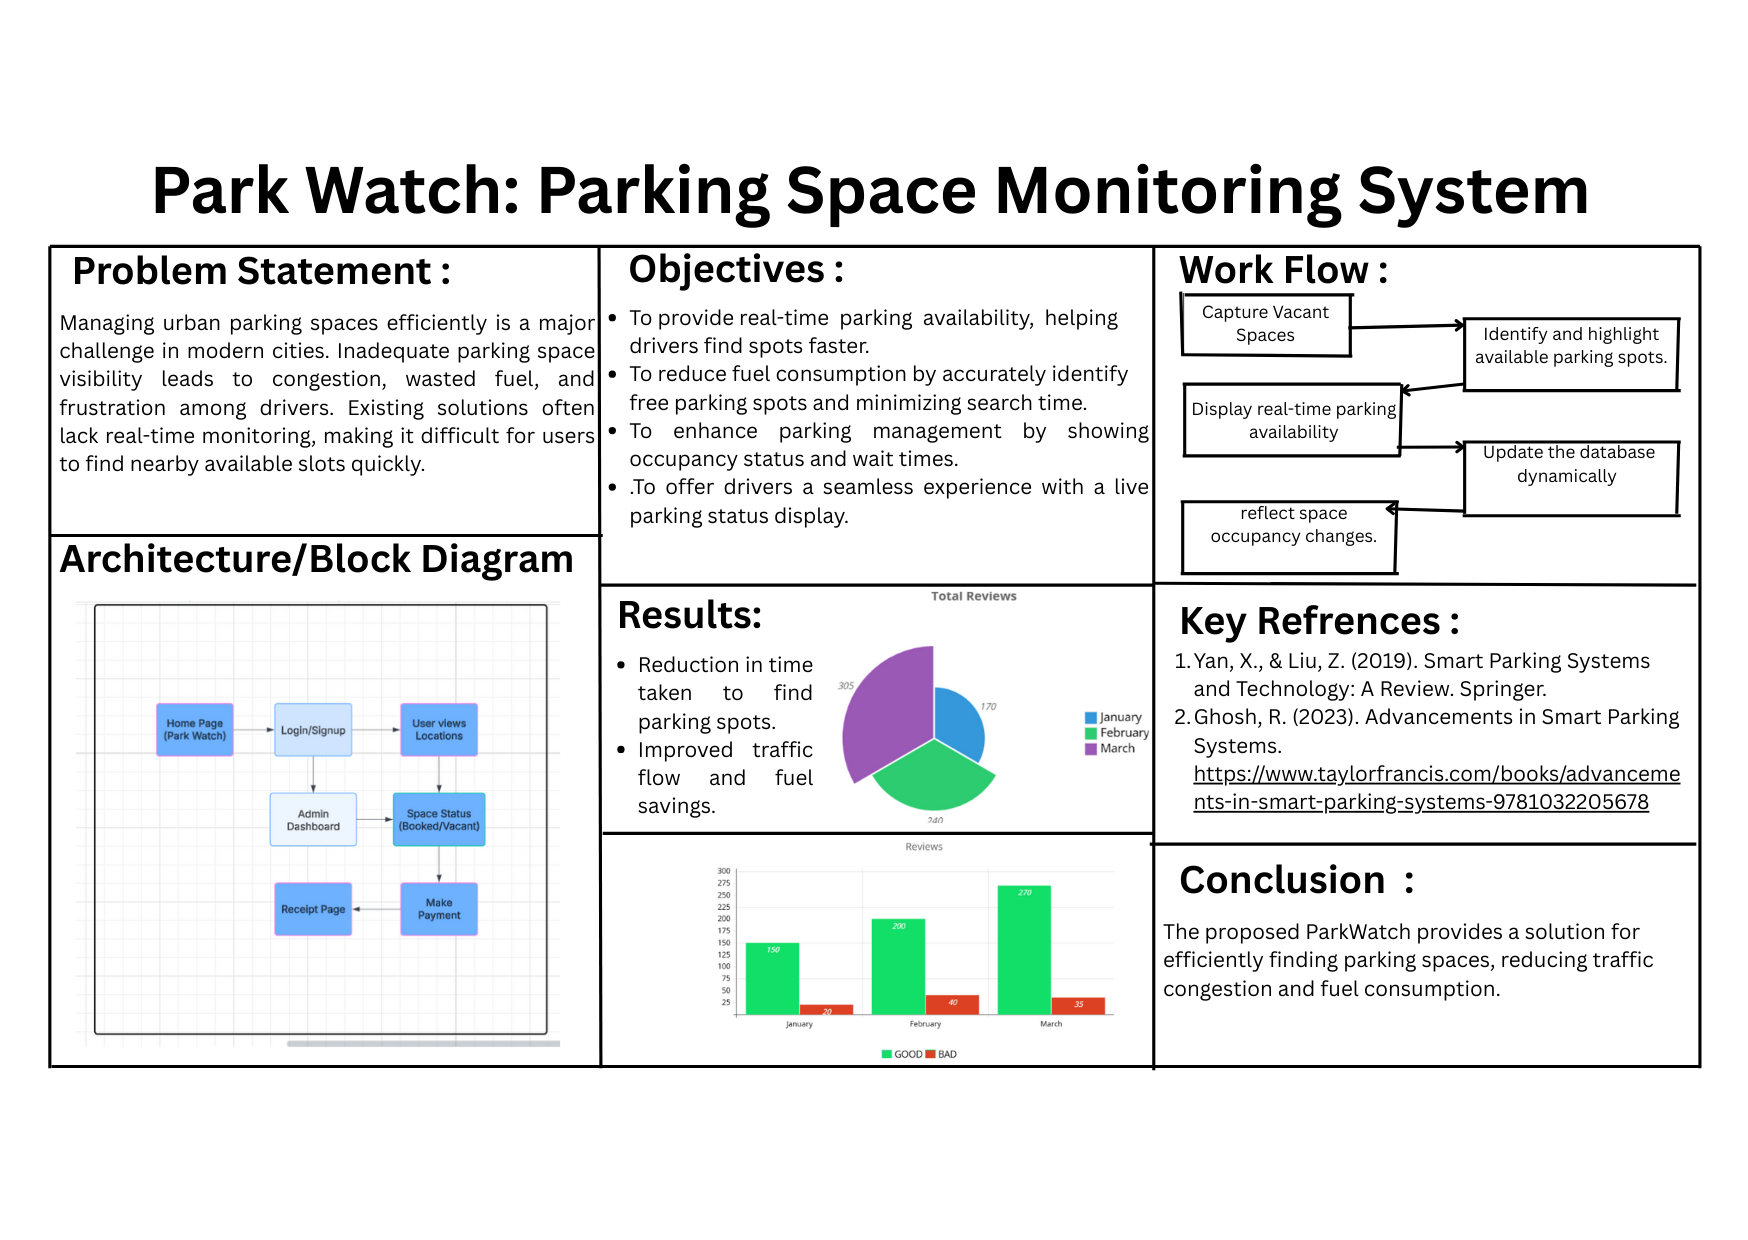 Park Watch: Parking Space Monitoring System
Problem Statement :
Managing urban parking spaces efficiently is a major
challenge in modern cities. Inadequate parking space
visibility leads to congestion, wasted fuel, and
frustration among drivers. Existing solutions often
lack real-time monitoring, making it difficult for users
to find nearby available slots quickly.
Architecture/Block Diagram
Home Page
(Park Watch)
Login/Signup
User views
Locations
Admin
Dashboard
Space Status
(Booked/Vacant)
Receipt Page
Make
Payment
Objectives :
To provide real-time parking availability, helping
drivers find spots faster.
To reduce fuel consumption by accurately identify
free parking spots and minimizing search time.
To enhance parking management by showing
occupancy status and wait times.
.To offer drivers a seamless experience with a live
parking status display.
Results:
Reduction in time
taken to find
parking spots.
Improved traffic
flow and fuel
savings.
Total Reviews
305
170
240
January
February
March
Reviews
300
275
250
225
200
175
150
125
100
75
50
25
150
20
200
40
270
35
January
February
March
GOOD
BAD
Work Flow :
Capture Vacant
Spaces
Identify and highlight
available parking spots.
Display real-time parking
availability
Update the database
dynamically
reflect space
occupancy changes.
Key Refrences :
1. Yan, X., & Liu, Z. (2019). Smart Parking Systems
and Technology: A Review. Springer.
2. Ghosh, R. (2023). Advancements in Smart Parking
Systems.
https://www.taylorfrancis.com/books/advanceme
nts-in-smart-parking-systems-9781032205678
Conclusion :
The proposed ParkWatch provides a solution for
efficiently finding parking spaces, reducing traffic
congestion and fuel consumption.